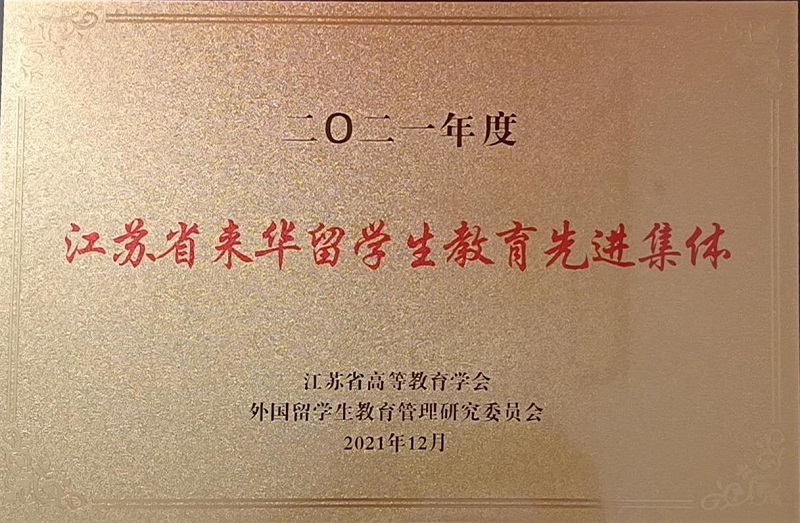 二〇二一年度
江苏省来华留学生教育先进集体
江苏省高等教育学会
外国留学生教育管理研究委员会
2021年12月